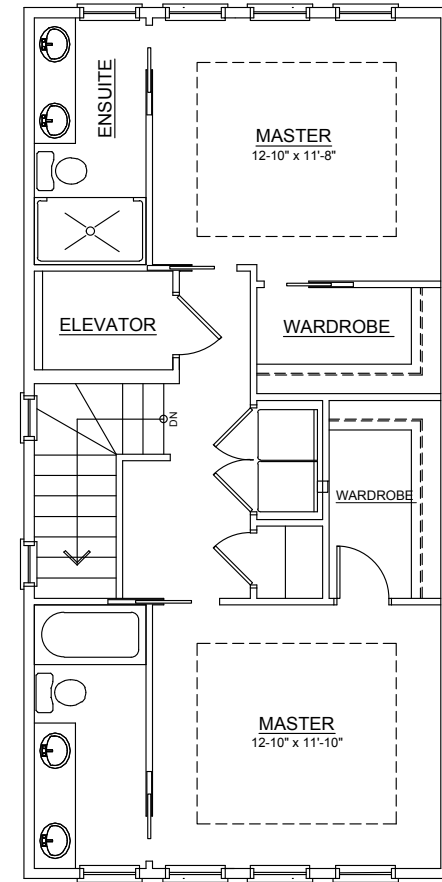 ENSUITE
MASTER
12-10" x 11'-8"
ELEVATOR
WARDROBE
DN
WARDROBE
MASTER
12-10" x 11'-10"